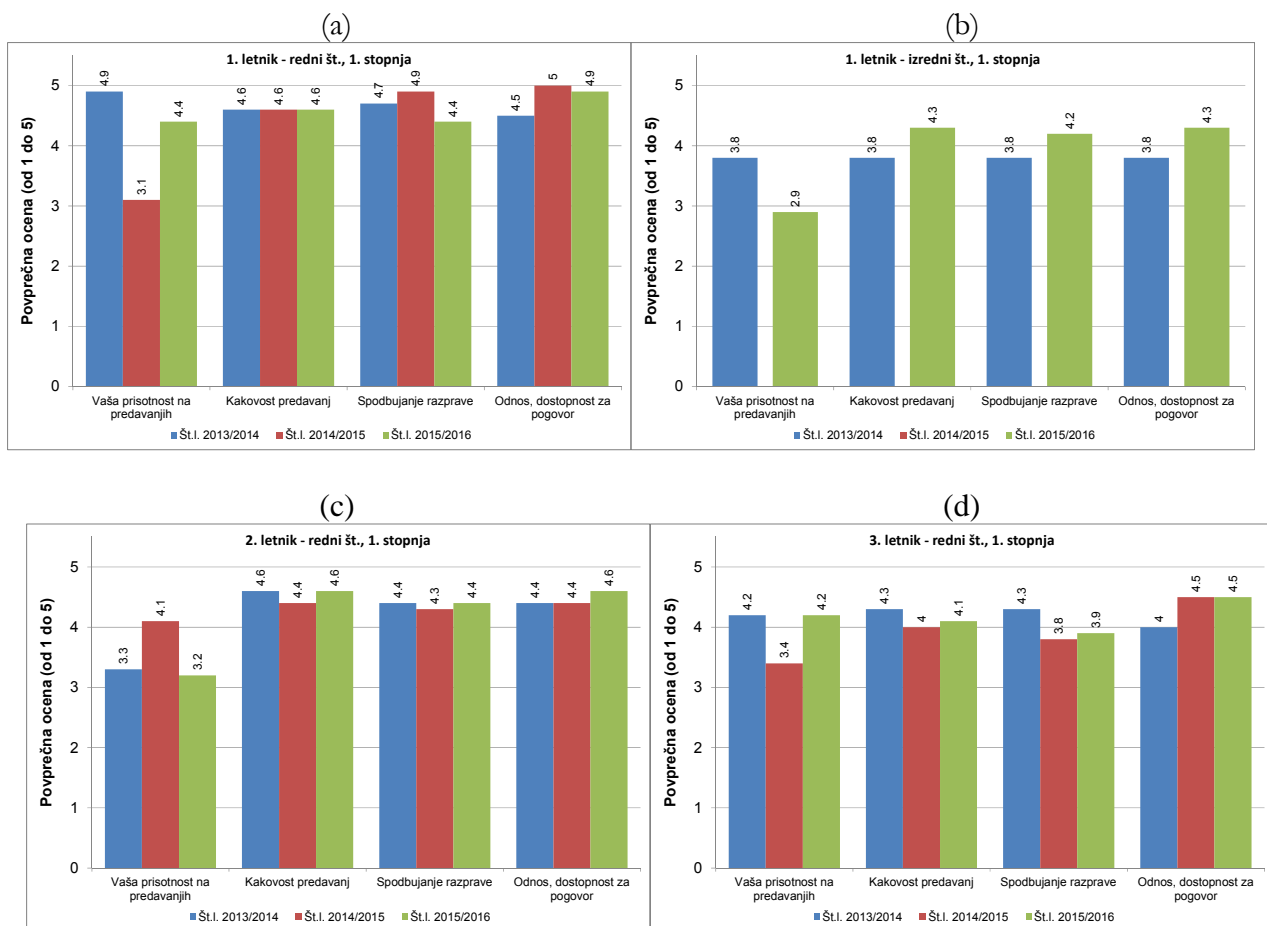 (a)
1. letnik - redni št., 1. stopnja
Povprečna ocena (od 1 do 5)
5
4
3
2
1
0
4.9
3.1
4.4
4.6
4.6
4.6
4.7
4.9
4.4
4.5
5
4.9
Vaša prisotnost na
predavanjih
Kakovost predavanj
Spodbujanje razprave
Odnos, dostopnost za
pogovor
Št.l. 2013/2014 Št.l. 2014/2015 Št.l. 2015/2016
(b)
1. letnik - izredni št., 1. stopnja
Povprečna ocena (od 1 do 5)
5
4
3
2
1
0
3.8
2.9
3.8
4.3
3.8
4.2
3.8
4.3
Vaša prisotnost na
predavanjih
Kakovost predavanj
Spodbujanje razprave
Odnos, dostopnost za
pogovor
Št.l. 2013/2014 Št.l. 2014/2015 Št.l. 2015/2016
(c)
2. letnik - redni št., 1. stopnja
Povprečna ocena (od 1 do 5)
5
4
3
2
1
0
3.3
4.1
3.2
4.6
4.4
4.6
4.4
4.3
4.4
4.4
4.4
4.6
Vaša prisotnost na
predavanjih
Kakovost predavanj
Spodbujanje razprave
Odnos, dostopnost za
pogovor
Št.l. 2013/2014 Št.l. 2014/2015 Št.l. 2015/2016
(d)
3. letnik - redni št., 1. stopnja
Povprečna ocena (od 1 do 5)
5
4
3
2
1
0
4.2
3.4
4.2
4.3
4
4.1
4.3
3.8
3.9
4
4.5
4.5
Vaša prisotnost na
predavanjih
Kakovost predavanj
Spodbujanje razprave
Odnos, dostopnost za
pogovor
Št.l. 2013/2014 Št.l. 2014/2015 Št.l. 2015/2016